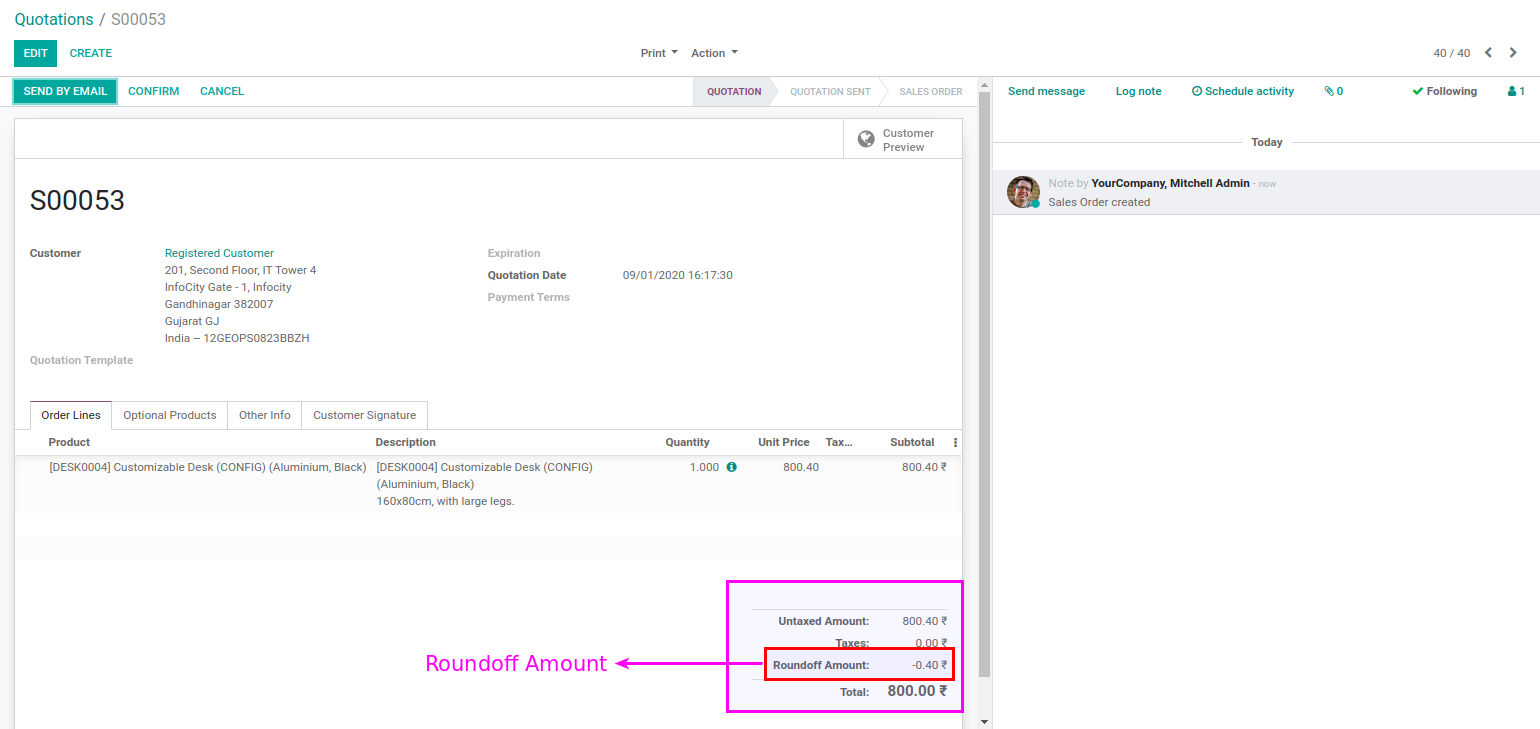 Quotations / S00053
EDIT CREATE Print Action 40 / 40
SEND BY EMAIL CONFIRM CANCEL QUOTATION QUOTATION SENT SALES ORDER
Send message Log note Schedule activity 0 Following 1
Customer
Preview
Today
Note by YourCompany, Mitchell Admin - now
Sales Order created
S00053
Customer Registered Customer
201, Second Floor, IT Tower 4
InfoCity Gate - 1, Infocity
Gandhinagar 382007
Gujarat GJ
India – 12GEOPS0823BBZH
Expiration
Quotation Date 09/01/2020 16:17:30
Payment Terms
Quotation Template
Order Lines Optional Products Other Info Customer Signature
Product Description Quantity Unit Price Tax... Subtotal
[DESK0004] Customizable Desk (CONFIG) (Aluminium, Black) [DESK0004] Customizable Desk (CONFIG) 1.000 800.40 800.40 ₹
(Aluminium, Black)
160x80cm, with large legs.
Untaxed Amount: 800.40 ₹
Taxes: 0.00 ₹
Roundoff Amount Roundoff Amount: -0.40 ₹
Total: 800.00 ₹